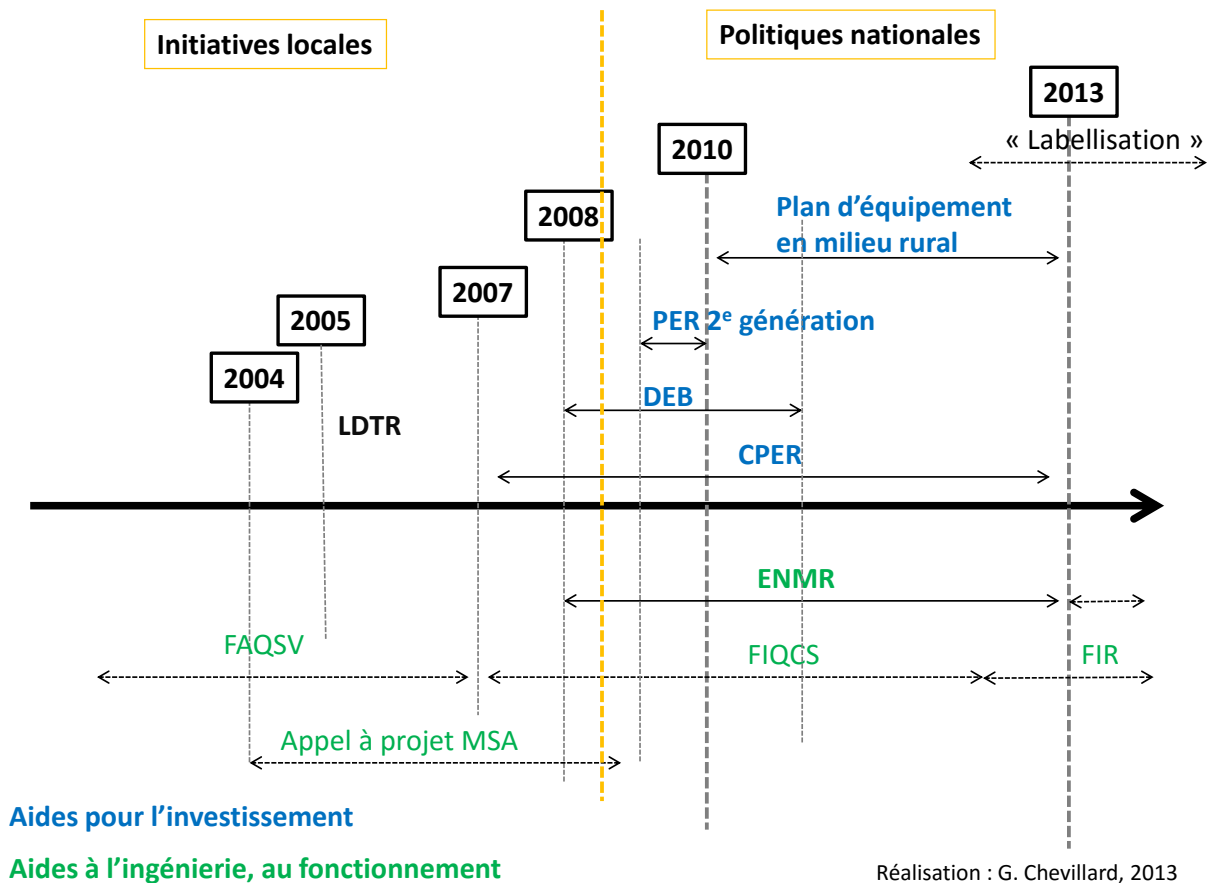 Initiatives locales
Politiques nationales
2013
« Labellisation »
2010
Plan d’équipement
en milieu rural
2008
2007
PER 2e génération
2005
2004
DEB
LDTR
CPER
ENMR
FAQSV
FIQCS
FIR
Appel à projet MSA
Aides pour l’investissement
Aides à l’ingénierie, au fonctionnement
Réalisation : G. Chevillard, 2013